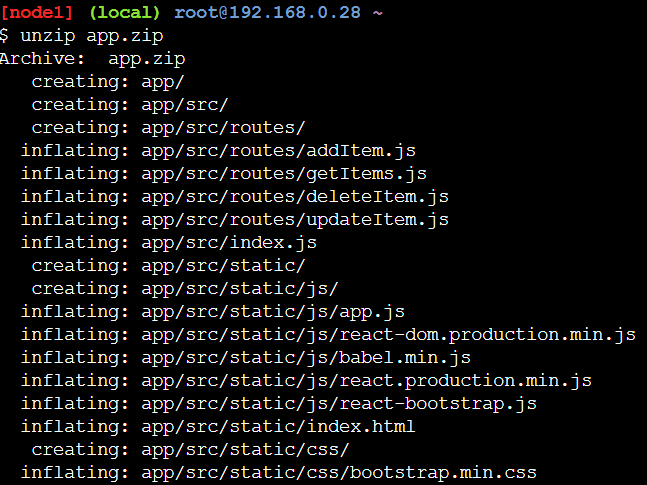 [node1] (local) root@192.168.0.28 ~
$ unzip app.zip
Archive:  app.zip
   creating: app/
   creating: app/src/
   creating: app/src/routes/
  inflating: app/src/routes/addItem.js
  inflating: app/src/routes/getItems.js
  inflating: app/src/routes/deleteItem.js
  inflating: app/src/routes/updateItem.js
  inflating: app/src/index.js
   creating: app/src/static/
   creating: app/src/static/js/
  inflating: app/src/static/js/app.js
  inflating: app/src/static/js/react-dom.production.min.js
  inflating: app/src/static/js/babel.min.js
  inflating: app/src/static/js/react.production.min.js
  inflating: app/src/static/js/react-bootstrap.js
  inflating: app/src/static/index.html
   creating: app/src/static/css/
  inflating: app/src/static/css/bootstrap.min.css